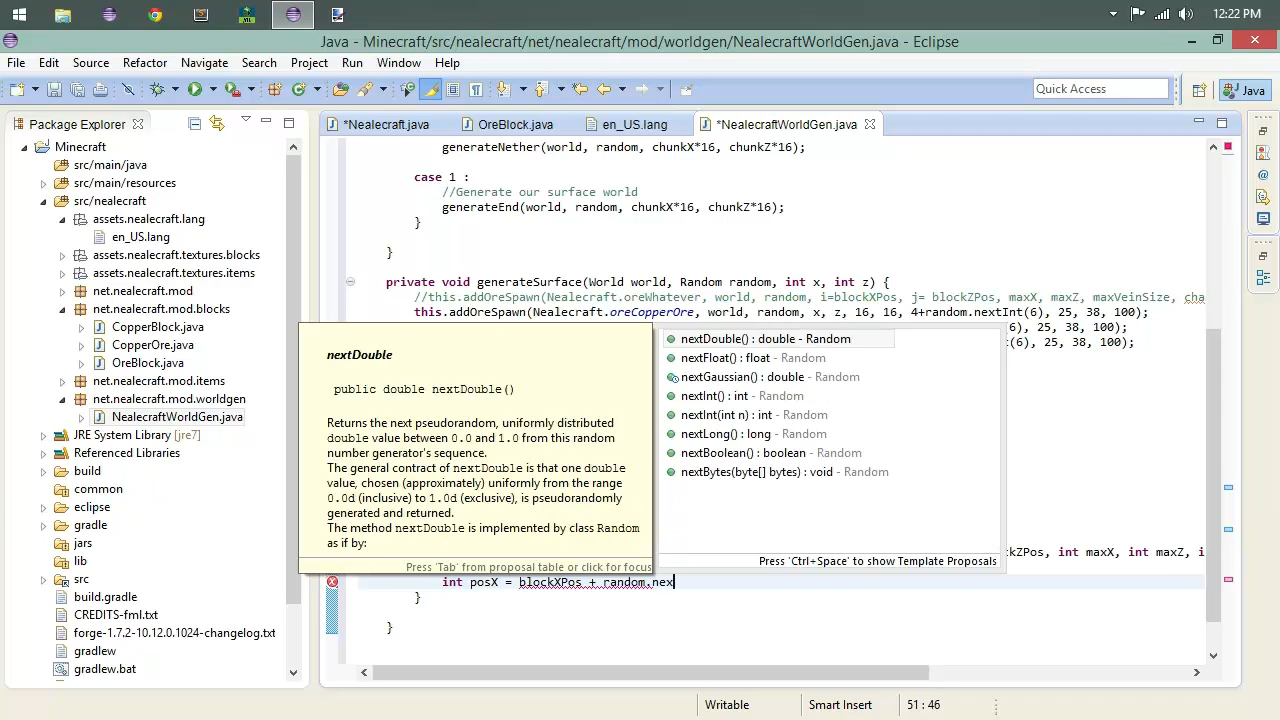 12:22 PM
Java - Minecraft/src/nealecraft/net/nealecraft/mod/worldgen/NealecraftWorldGen.java - Eclipse
File Edit Source Refactor Navigate Search Project Run Window Help
Quick Access
Java
Package Explorer
*Nealecraft.java
OreBlock.java
en_US.lang
*NealecraftWorldGen.java
Minecraft
src/main/java
src/main/resources
src/nealecraft
assets.nealecraft.lang
en_US.lang
assets.nealecraft.textures.blocks
assets.nealecraft.textures.items
net.nealecraft.mod
net.nealecraft.mod.blocks
CopperBlock.java
CopperOre.java
OreBlock.java
net.nealecraft.mod.items
net.nealecraft.mod.worldgen
NealecraftWorldGen.java
JRE System Library [jre7]
Referenced Libraries
build
common
eclipse
gradle
jars
lib
src
build.gradle
CREDITS-fml.txt
forge-1.7.2-10.12.0.1024-changelog.txt
gradlew
gradlew.bat
generateNether(world, random, chunkX*16, chunkZ*16);
case 1 :
//Generate our surface world
generateEnd(world, random, chunkX*16, chunkZ*16);
}
}
private void generateSurface(World world, Random random, int x, int z) {
//this.addOreSpawn(Nealecraft.oreWhatever, world, random, i=blockXPos, j= blockZPos, maxX, maxZ, maxVeinSize, cha
this.addOreSpawn(Nealecraft.oreCopperOre, world, random, x, z, 16, 16, 4+random.nextInt(6), 25, 38, 100);
(6), 25, 38, 100);
t(6), 25, 38, 100);
nextDouble
public double nextDouble()
Returns the next pseudorandom, uniformly distributed
double value between 0.0 and 1.0 from this random
number generator's sequence.
The general contract of nextDouble is that one double
value, chosen (approximately) uniformly from the range
0.0d (inclusive) to 1.0d (exclusive), is pseudorandomly
generated and returned.
The method nextDouble is implemented by class Random
as if by:
Press 'Tab' from proposal table or click for focus
nextDouble() : double - Random
nextFloat() : float - Random
nextGaussian() : double - Random
nextInt() : int - Random
nextInt(int n) : int - Random
nextLong() : long - Random
nextBoolean() : boolean - Random
nextBytes(byte[] bytes) : void - Random
Press 'Ctrl+Space' to show Template Proposals
ckZPos, int maxX, int maxZ, i
int posX = blockXPos + random.nex
}
}
Writable
Smart Insert
51 : 46